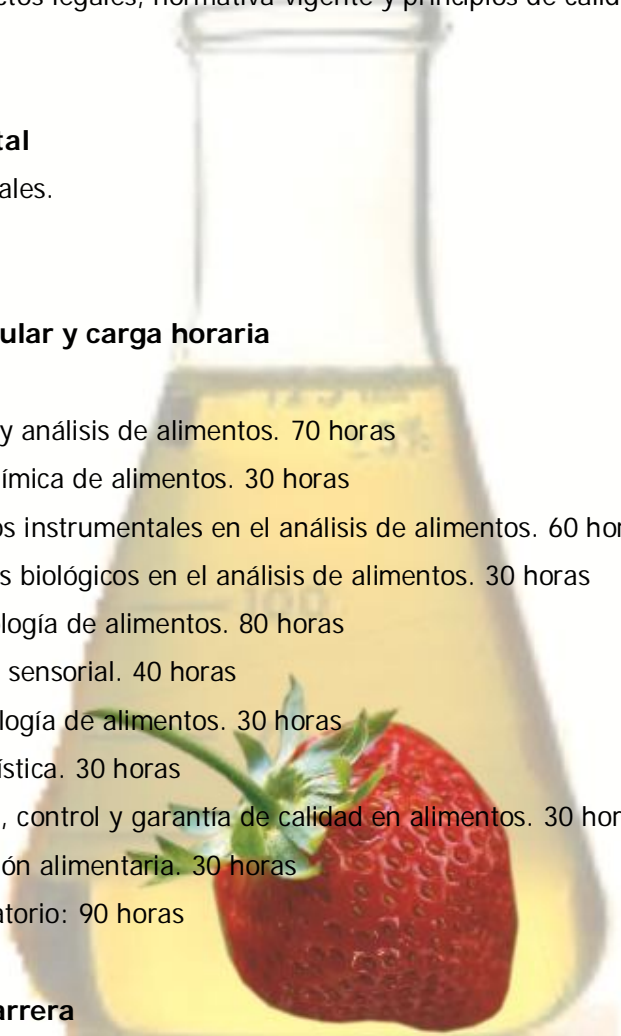 etos legales, normativa vigente y principios de calid
tal
ales.
ular y carga horaria
y análisis de alimentos. 70 horas
ímica de alimentos. 30 horas
os instrumentales en el análisis de alimentos. 60 hor
s biológicos en el análisis de alimentos. 30 horas
ología de alimentos. 80 horas
sensorial. 40 horas
logía de alimentos. 30 horas
ística. 30 horas
, control y garantía de calidad en alimentos. 30 hor
ón alimentaria. 30 horas
atorio: 90 horas
arrera